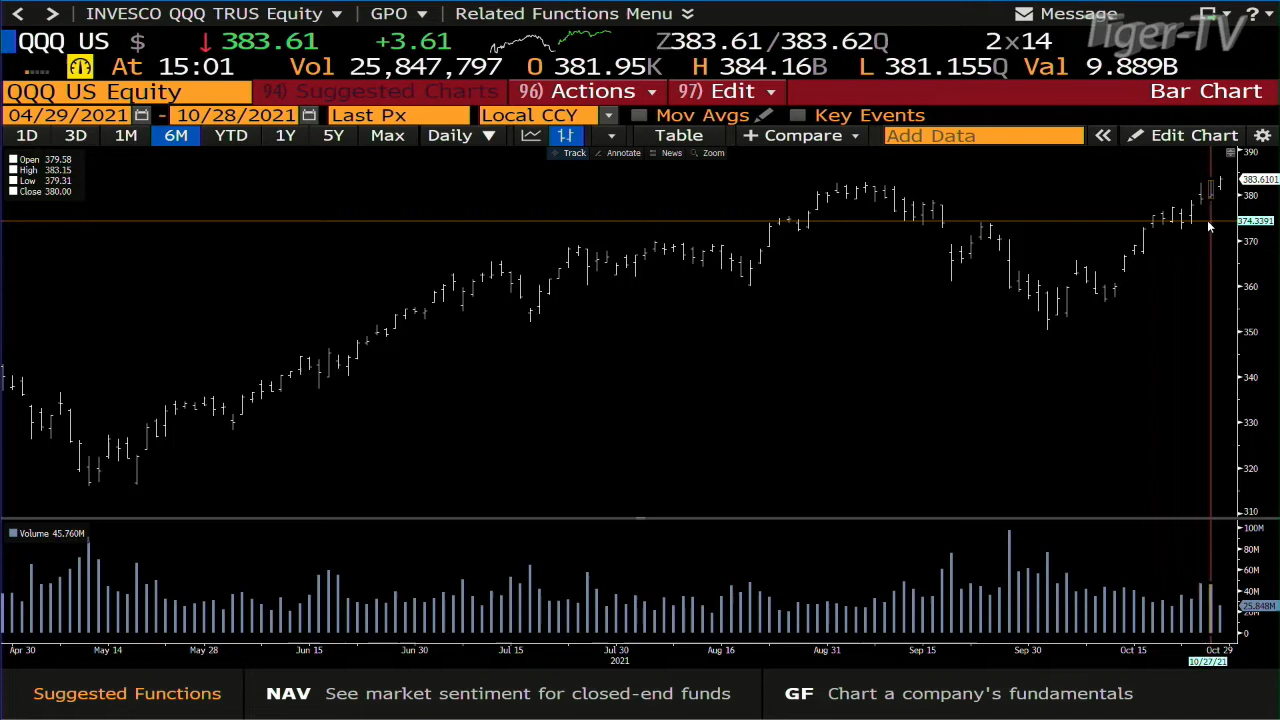 INVESCO QQQ TRUS Equity GPO Related Functions Menu Message ?
Tiger-TV
QQQ US $ ↓ 383.61 +3.61 Z383.61/383.62Q 2×14
At 15:01 Vol 25,847,797 O 381.95K H 384.16B L 381.155Q Val 9.889B
QQQ US Equity 94) Suggested Charts 96) Actions 97) Edit Bar Chart
04/29/2021 - 10/28/2021 Last Px Local CCY Mov Avgs Key Events
1D 3D 1M 6M YTD 1Y 5Y Max Daily ▼ Table + Compare Add Data « Edit Chart
Track Annotate News Zoom
Open 379.58
High 383.15
Low 379.31
Close 380.00
390
383.6101
380
374.3391
370
360
350
340
330
320
310
Volume 45.760M
100M
80M
60M
40M
25.848M
20M
0
Apr 30 May 14 May 28 Jun 15 Jun 30 Jul 15 Jul 30 Aug 16 Aug 31 Sep 15 Sep 30 Oct 15 Oct 29
2021
10/27/21
Suggested Functions NAV See market sentiment for closed-end funds GF Chart a company's fundamentals